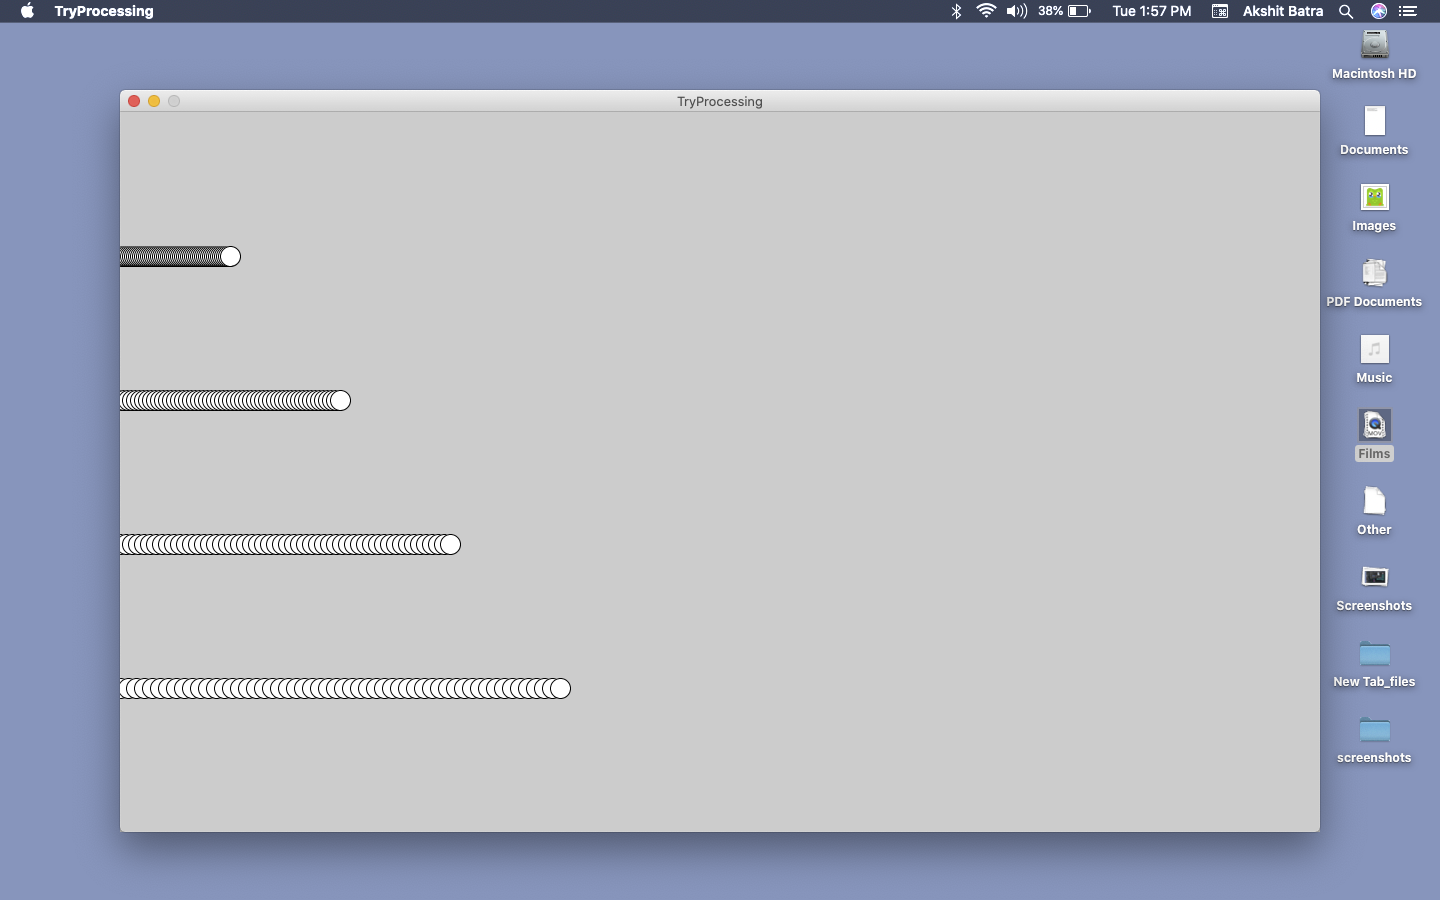 TryProcessing
38%
Tue 1:57 PM
Akshit Batra
Macintosh HD
TryProcessing
Documents
Images
PDF Documents
Music
MOV
Films
Other
Screenshots
New Tab_files
screenshots